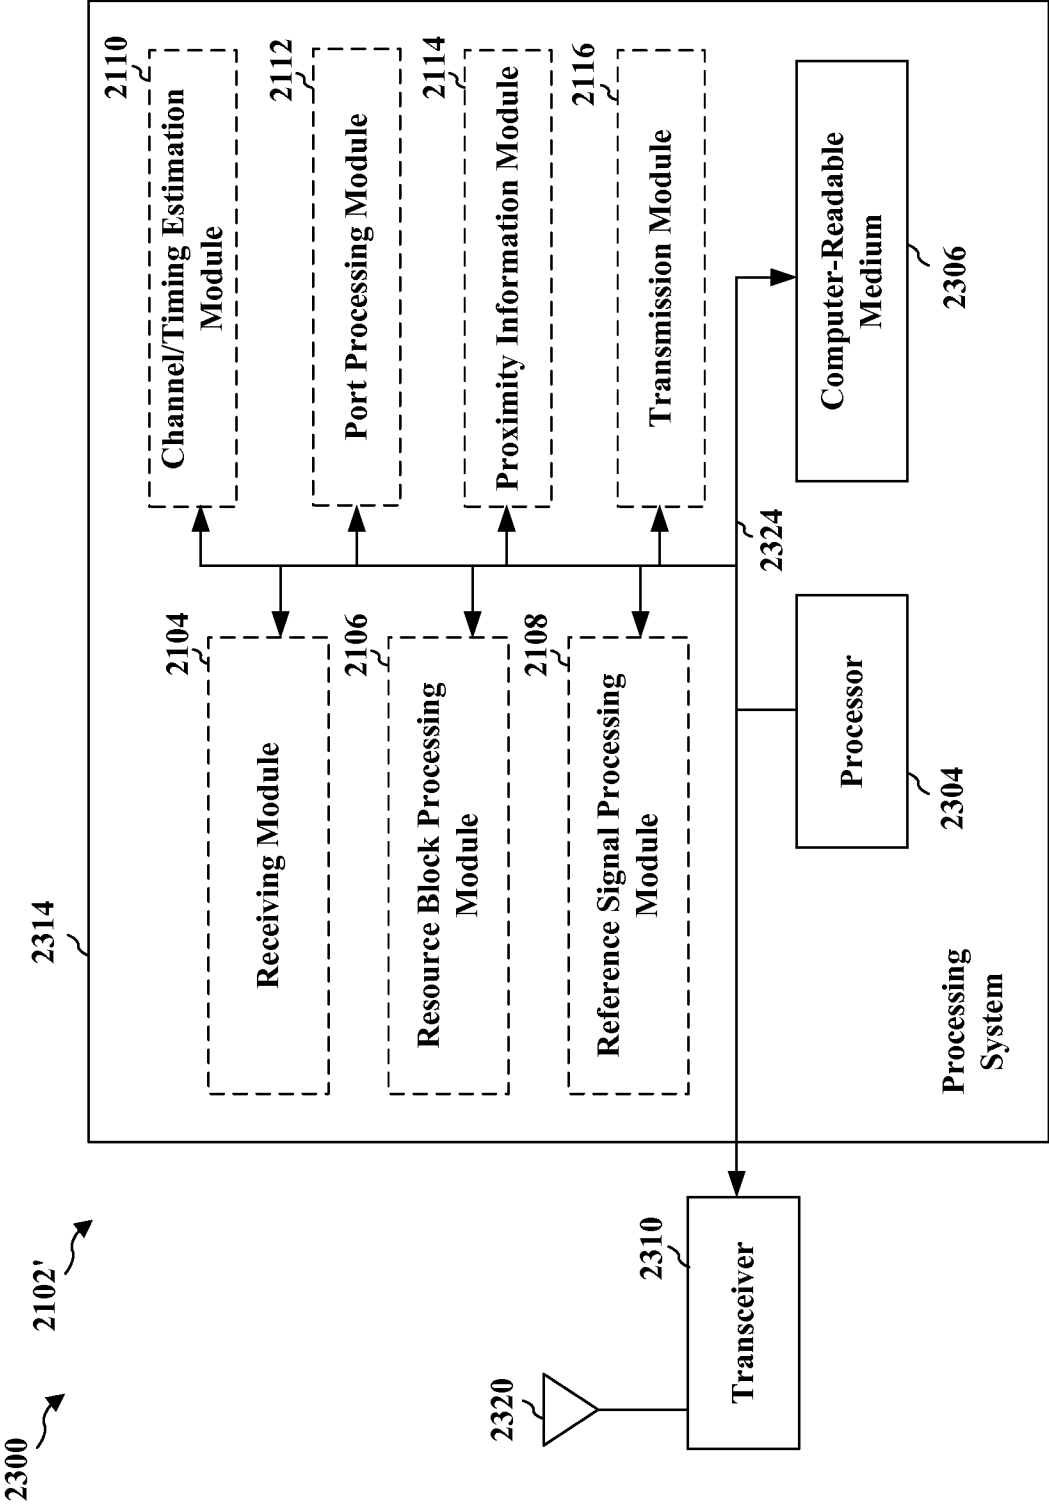 2300
2102'
2314
2104
Receiving Module
2106
Resource Block Processing
Module
2108
Reference Signal Processing
Module
2110
Channel/Timing Estimation
Module
2112
Port Processing Module
2114
Proximity Information Module
2116
Transmission Module
2324
2320
2310
Transceiver
Processor
2304
Computer-Readable
Medium
2306
Processing
System